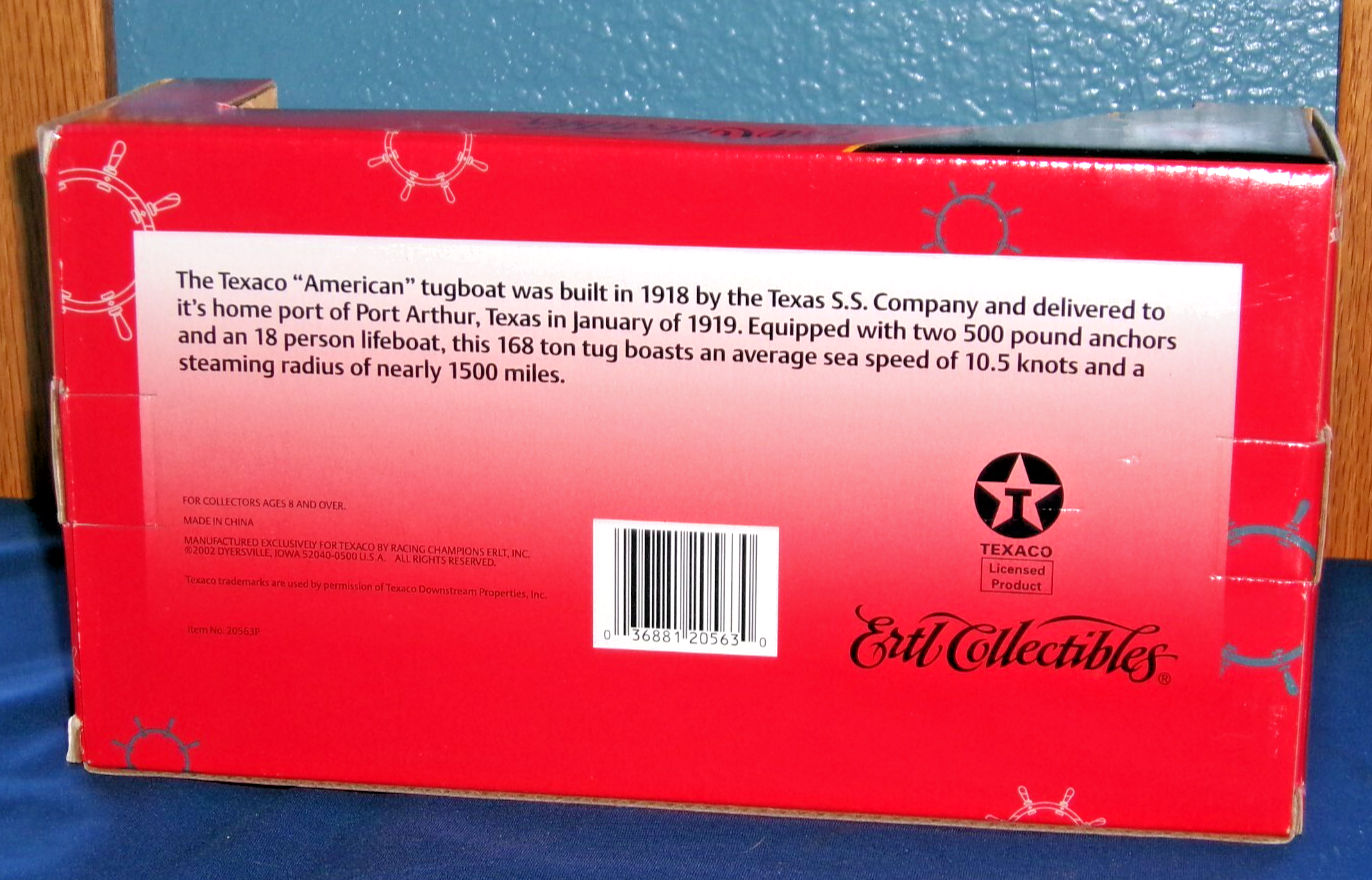 The Texaco “American” tugboat was built in 1918 by the Texas S.S. Company and delivered to
it’s home port of Port Arthur, Texas in January of 1919. Equipped with two 500 pound anchors
and an 18 person lifeboat, this 168 ton tug boasts an average sea speed of 10.5 knots and a
steaming radius of nearly 1500 miles.
FOR COLLECTORS AGES 8 AND OVER.
MADE IN CHINA
MANUFACTURED EXCLUSIVELY FOR TEXACO BY RACING CHAMPIONS ERLT, INC.
©2002 DYERSVILLE, IOWA 52040-0500 U.S.A. ALL RIGHTS RESERVED.
Texaco trademarks are used by permission of Texaco Downstream Properties, Inc.
Item No. 20563P
0 36881 20563 0
T
TEXACO
Licensed
Product
Ertl Collectibles®